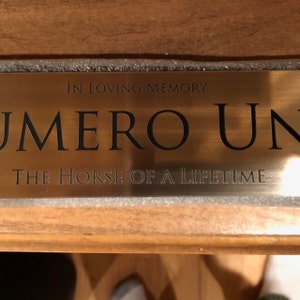 In Loving Memory
UMERO UN
The Horse of a Lifetime